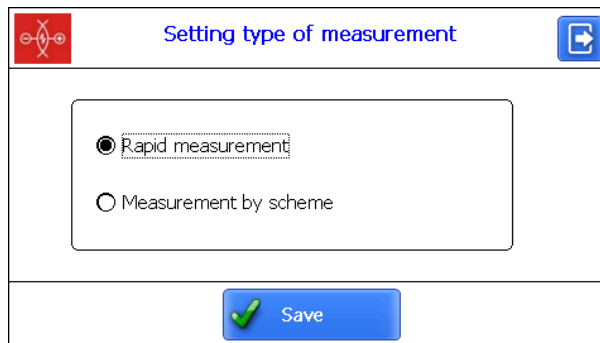 Setting type of measurement
Rapid measurement
Measurement by scheme
Save